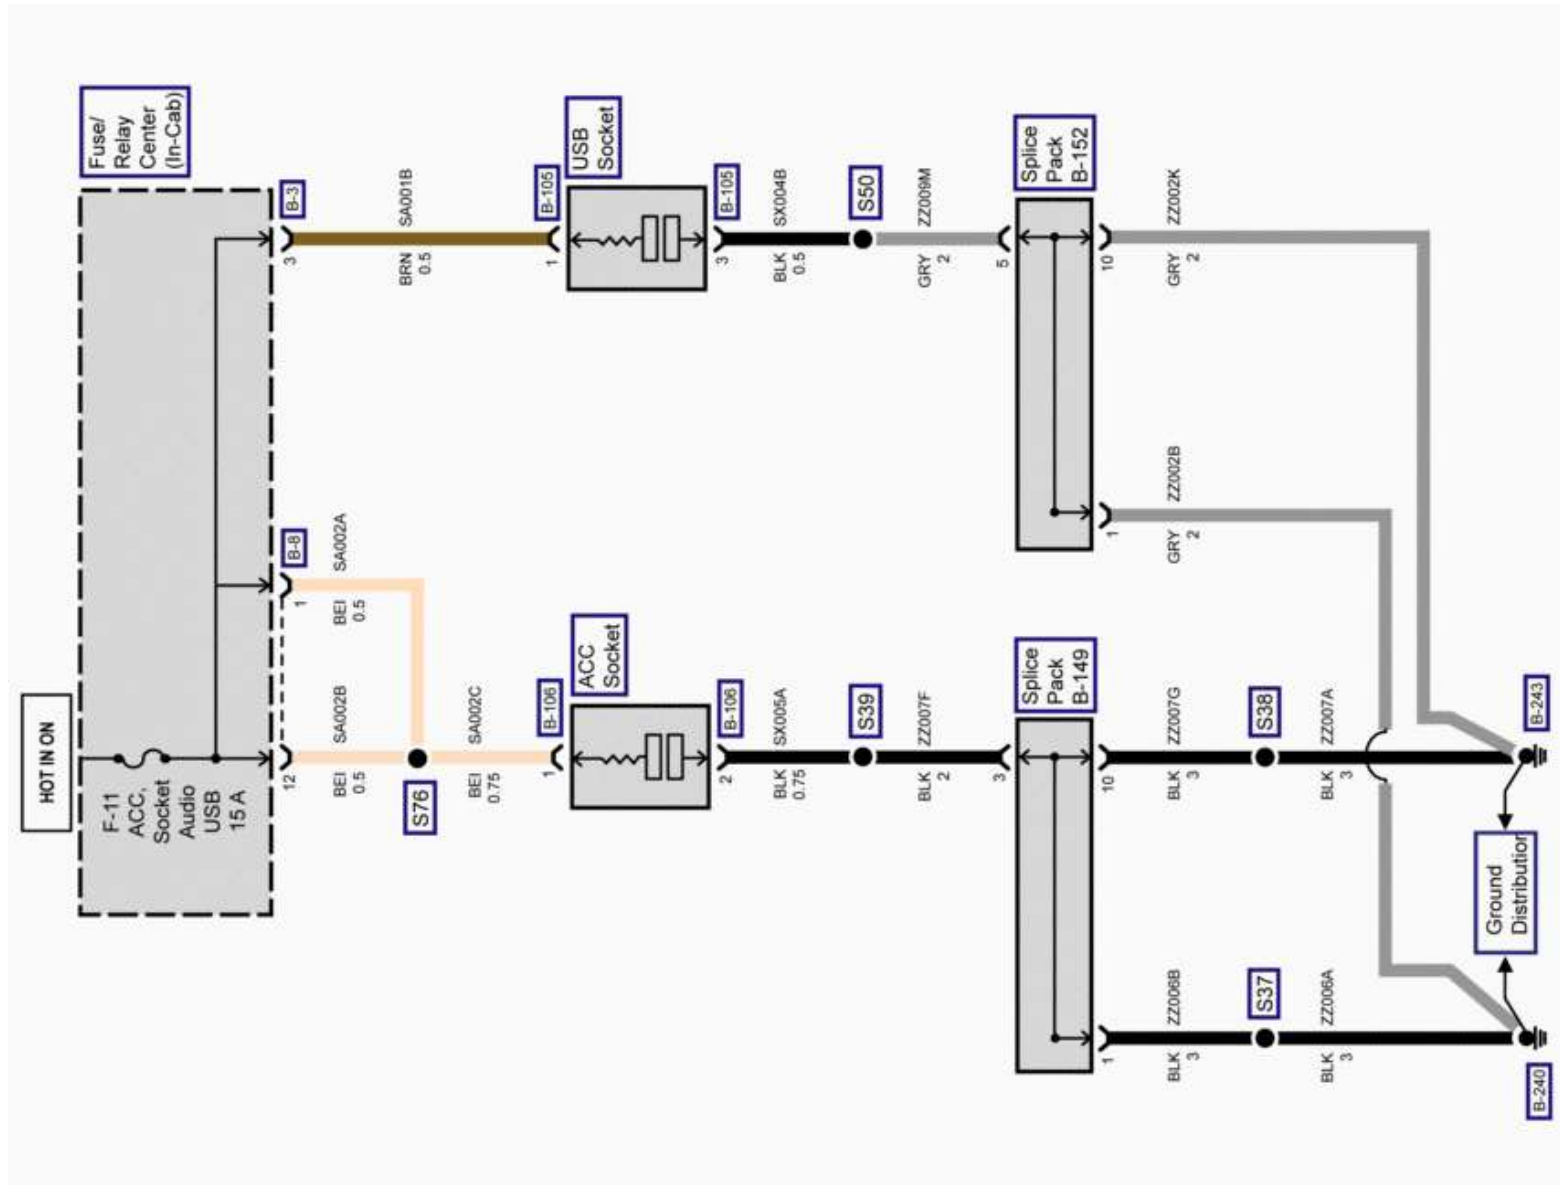 HOT IN ON
F-11
ACC,
Socket
Audio
USB
15 A
Fuse/
Relay
Center
(In-Cab)
12
1
B-8
3
B-3
BEI
0.5
SA002B
BEI
0.5
SA002A
BRN
0.5
SA001B
S76
BEI
0.75
SA002C
1
B-106
1
B-105
ACC
Socket
USB
Socket
2
B-106
3
B-105
BLK
0.75
SX005A
BLK
0.5
SX004B
S39
S50
BLK
2
ZZ007F
GRY
2
ZZ009M
3
5
Splice
Pack
B-149
Splice
Pack
B-152
1
10
1
10
BLK
3
ZZ006B
BLK
3
ZZ007G
GRY
2
ZZ002B
GRY
2
ZZ002K
S37
S38
BLK
3
ZZ006A
BLK
3
ZZ007A
Ground
Distribution
B-240
B-243